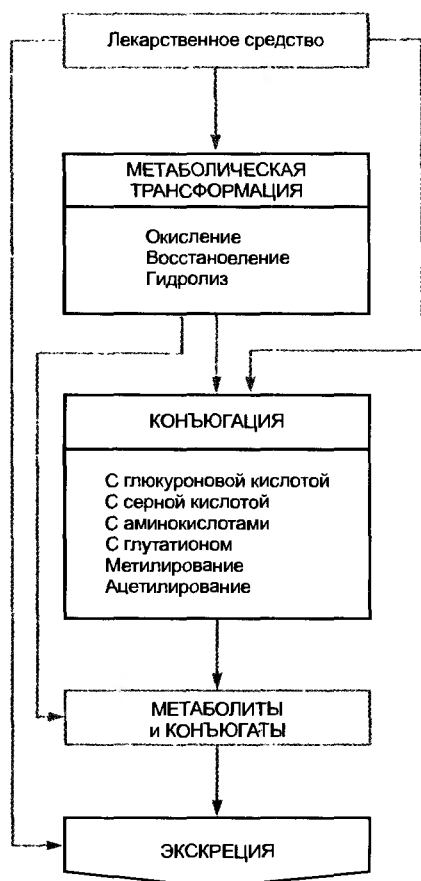 Лекарственное средство
МЕТАБОЛИЧЕСКАЯ
ТРАНСФОРМАЦИЯ
Окисление
Восстановление
Гидролиз
КОНЪЮГАЦИЯ
С глюкуроновой кислотой
С серной кислотой
С аминокислотами
С глутатионом
Метилирование
Ацетилирование
МЕТАБОЛИТЫ
и КОНЪЮГАТЫ
ЭКСКРЕЦИЯ